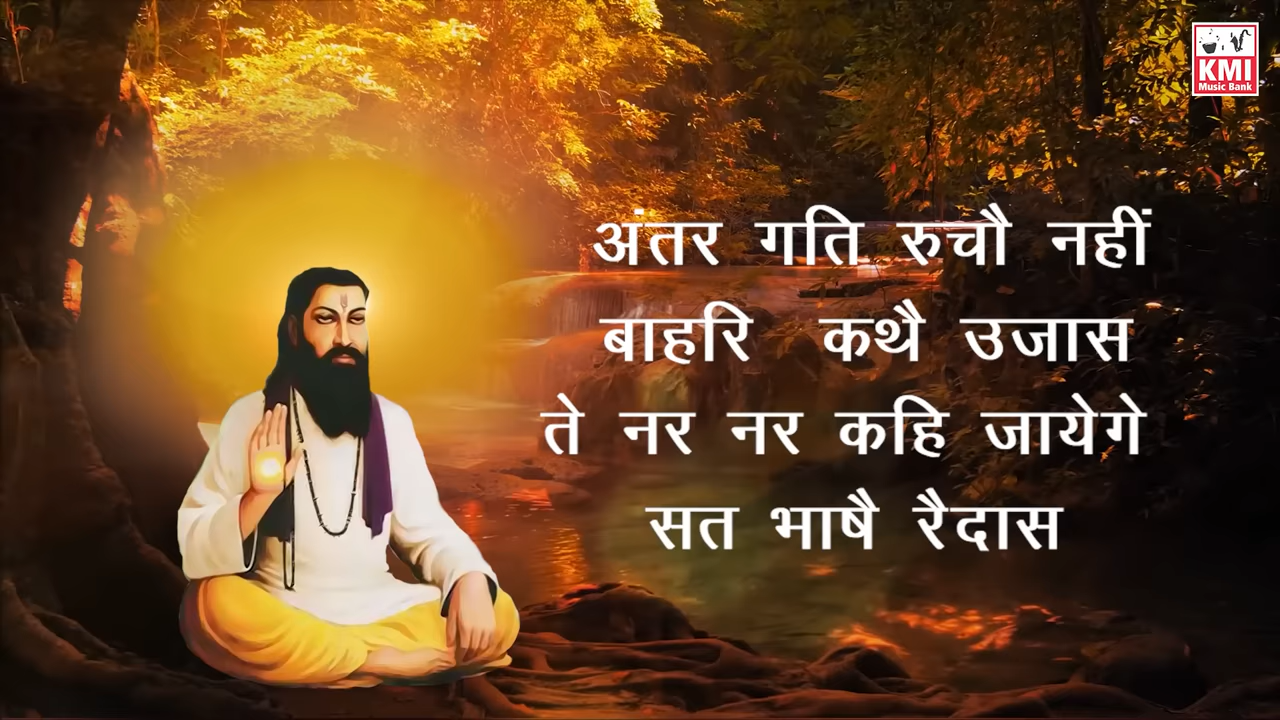 KMI
Music Bank
अंतर गति रुचौ नहीं
बाहरि कथै उजास
ते नर नर कहि जायेगे
सत भाषै रैदास